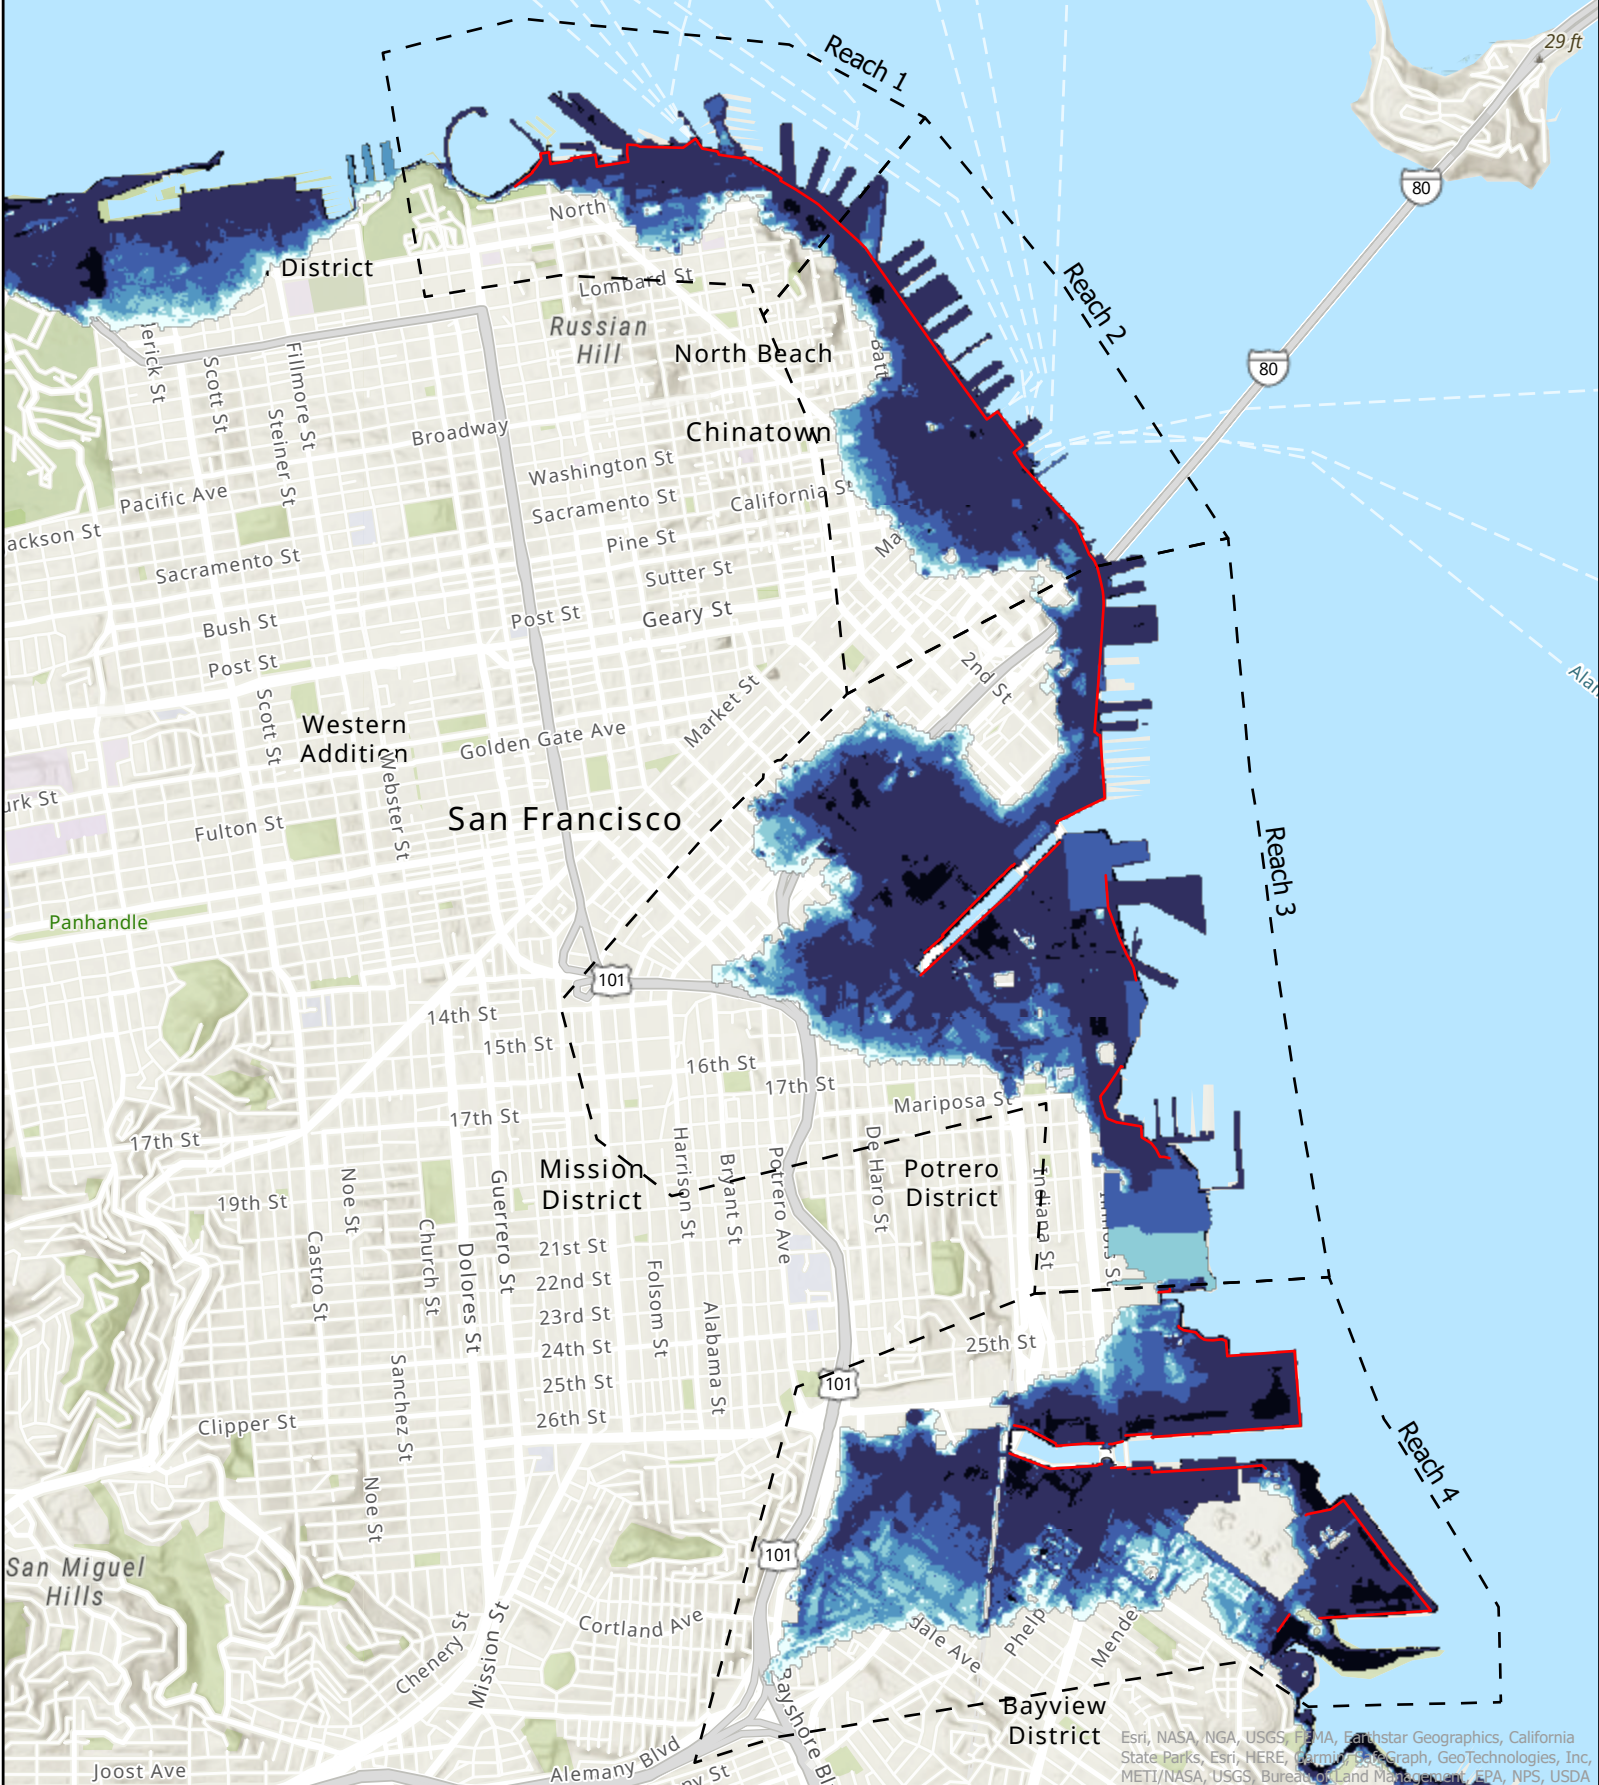 29 ft
Reach 1
80
North
District
Lombard St
Reach 2
Russian
Hill
North Beach
80
Scott St
Fillmore St
Steiner St
Broadway
Chinatown
Washington St
Pacific Ave
Sacramento St
California St
Pine St
Sacramento St
Sutter St
Geary St
Post St
Bush St
Post St
2nd St
Market St
Scott St
Western
Addition
Golden Gate Ave
Webster St
San Francisco
Fulton St
Reach 3
Panhandle
101
14th St
15th St
16th St
17th St
Mariposa St
17th St
17th St
Mission
District
Harrison St
Bryant St
Potrero Ave
De Haro St
Potrero
District
Indiana St
19th St
Noe St
Castro St
Church St
Guerrero St
Dolores St
21st St
22nd St
23rd St
24th St
25th St
26th St
Folsom St
Alabama St
25th St
101
Sanchez St
Clipper St
Noe St
Reach 4
101
San Miguel
Hills
Cortland Ave
Chenery St
Mission St
dale Ave
Phelp
Mende
Bayview
District
Alemany Blvd
Joost Ave
Esri, NASA, NGA, USGS, FEMA, Earthstar Geographics, California
State Parks, Esri, HERE, Garmin, SafeGraph, GeoTechnologies, Inc,
METI/NASA, USGS, Bureau of Land Management, EPA, NPS, USDA